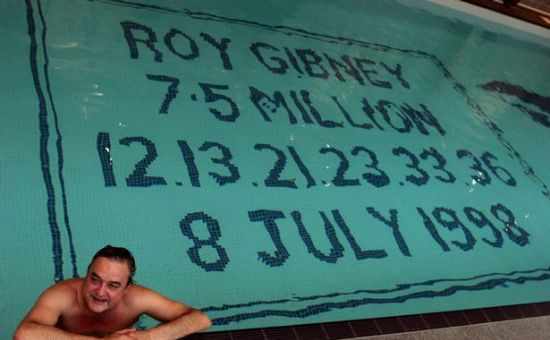 ROY GIBNEY
7.5 MILLION
12.13.21.23.33.36
8 JULY 1998